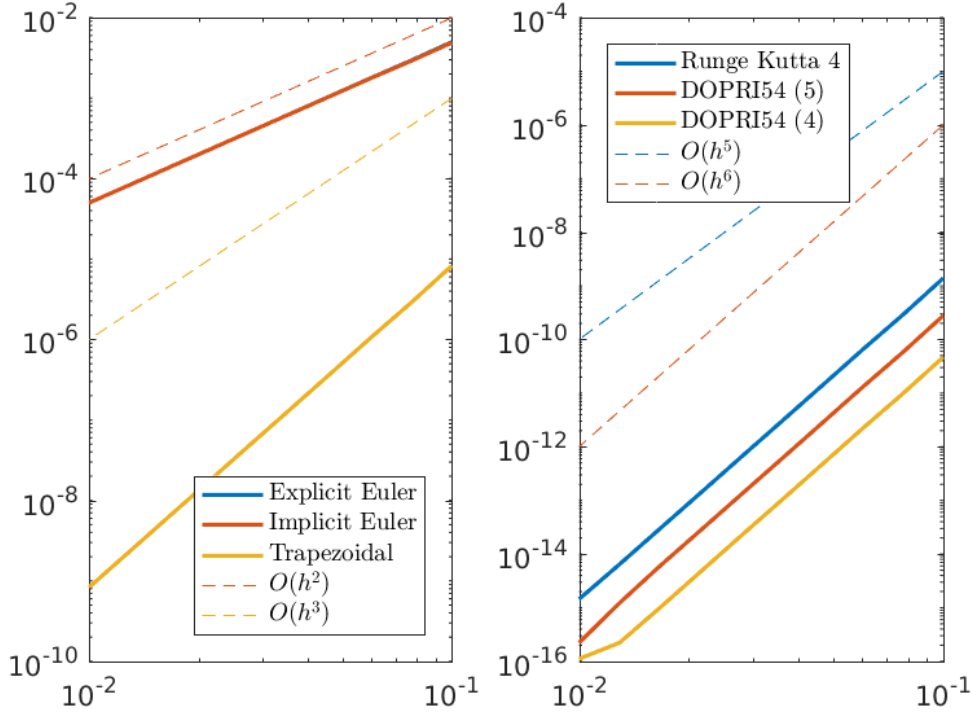 10^-2
10^-4
10^-6
10^-8
10^-10
10^-2
10^-1
Explicit Euler
Implicit Euler
Trapezoidal
O(h^2)
O(h^3)
10^-4
10^-6
10^-8
10^-10
10^-12
10^-14
10^-16
10^-2
10^-1
Runge Kutta 4
DOPRI54 (5)
DOPRI54 (4)
O(h^5)
O(h^6)